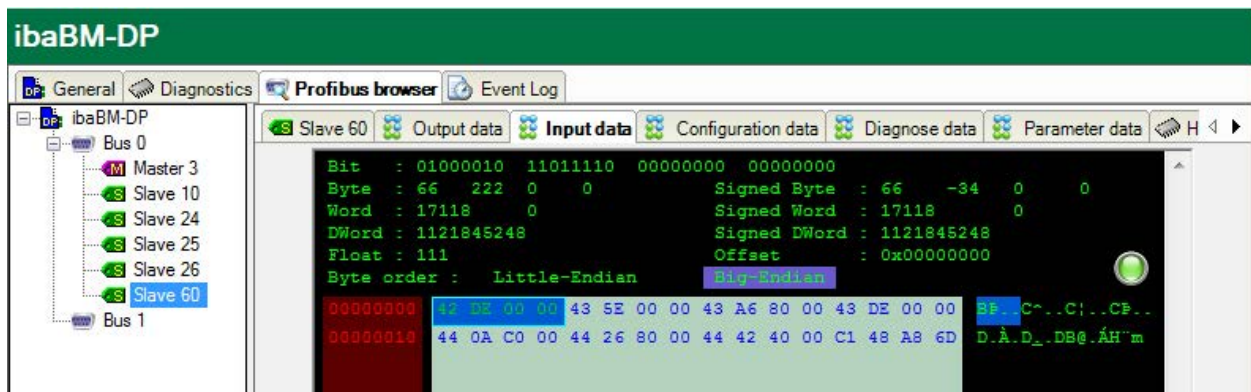 ibaBM-DP
General Diagnostics Profibus browser Event Log
ibaBM-DP
Bus 0
Master 3
Slave 10
Slave 24
Slave 25
Slave 26
Slave 60
Bus 1
Slave 60 Output data Input data Configuration data Diagnose data Parameter data H
Bit : 01000010 11011110 00000000 00000000
Byte : 66 222 0 0 Signed Byte : 66 -34 0 0
Word : 17118 0 Signed Word : 17118 0
DWord : 1121845248 Signed DWord : 1121845248
Float : 111 Offset : 0x00000000
Byte order : Little-Endian Big-Endian
00000000 42 DE 00 00 43 5E 00 00 43 A6 80 00 43 DE 00 00 BÞ..C^..C¦..CÞ..
00000010 44 0A C0 00 44 26 80 00 44 42 40 00 C1 48 A8 6D D.À.D&..DB@.ÁH¨m